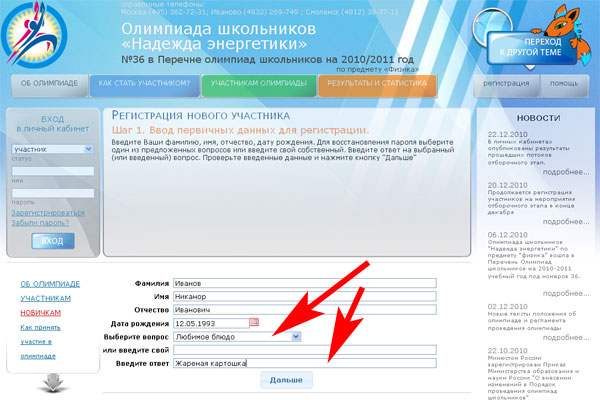 справочные телефоны:
Москва (495) 362-72-31; Иваново (4932) 269-749 ; Смоленск (4812) 38-37-11
Олимпиада школьников
«Надежда энергетики»
№36 в Перечне олимпиад школьников на 2010/2011 год
по предмету «Физика»
ПЕРЕХОД
К ДРУГОЙ ТЕМЕ
ОБ ОЛИМПИАДЕ
КАК СТАТЬ УЧАСТНИКОМ?
УЧАСТНИКАМ ОЛИМПИАДЫ
РЕЗУЛЬТАТЫ И СТАТИСТИКА
регистрация
помощь
ВХОД
в личный кабинет
участник
статус
имя
пароль
Зарегистрироваться
Забыли пароль?
ВХОД
Регистрация нового участника
Шаг 1. Ввод первичных данных для регистрации.
Введите Ваши фамилию, имя, отчество, дату рождения. Для восстановления пароля выберите
один из предложенных вопросов или введите свой собственный. Введите ответ на выбранный
(или введенный) вопрос. Проверьте введенные данные и нажмите кнопку "Дальше"
ОБ ОЛИМПИАДЕ
УЧАСТНИКАМ
НОВИЧКАМ
Как принять
участие в
олимпиаде
Фамилия Иванов
Имя Никанор
Отчество Иванович
Дата рождения 12.05.1993
Выберите вопрос Любимое блюдо
или введите свой
Введите ответ Жареная картошка
Дальше
НОВОСТИ
22.12.2010
В личных кабинетах
опубликованы результаты
прошедших потоков
отборочного этап.
подробнее...
20.12.2010
Продолжается регистрация
участников на мероприятия
отборочного этапа в конце
декабря
подробнее...
06.12.2010
Олимпиада школьников
"Надежда энергетики" по
предмету "физика" вошла в
Перечень Олимпиад
школьников на 2010-2011
учебный год под номером 36.
подробнее...
02.12.2010
Новые тексты положения об
олимпиаде и регламента
проведения олимпиады
подробнее...
22.10.2010
Минюстом России
зарегистрирован Приказ
Министерства образования и
науки России "О внесении
изменений в Порядок
проведения олимпиад
школьников"